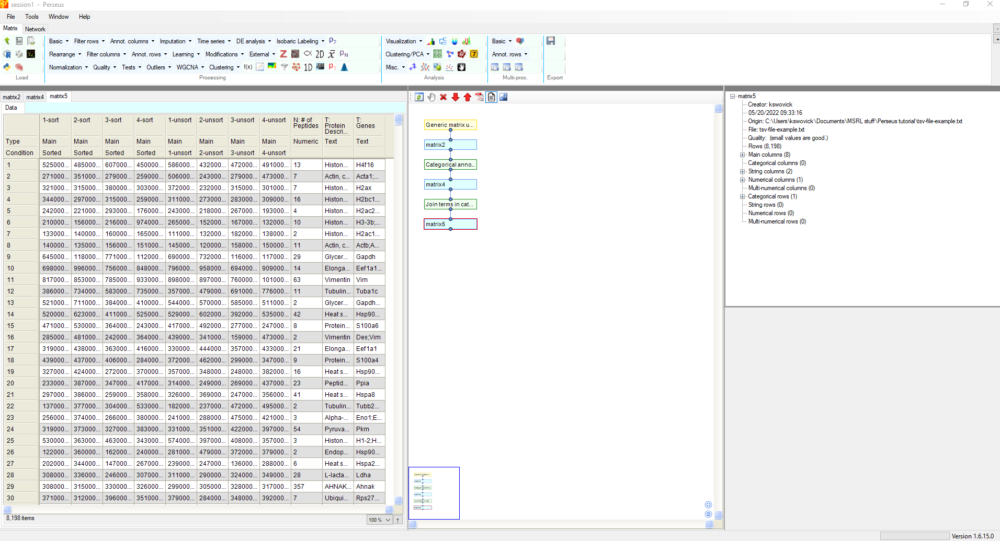 session1 - Perseus
File Tools Window Help
Matrix Network
Basic Filter rows Annot. columns Imputation Time series DE analysis Isobaric Labeling p2
Visualization
Basic
Rearrange Filter columns Annot. rows Learning Modifications External Z 2D x pN
Clustering/PCA 7
Annot. rows
Normalization Quality Tests Outliers WGCNA Clustering f(x) 1D p1
Misc.
Load Processing Analysis Multi-proc. Export
matrix2 matrix4 matrix5
Data
1-sort 2-sort 3-sort 4-sort 1-unsort 2-unsort 3-unsort 4-unsort N: # of Peptides T: Protein Descri... T: Genes
Type Main Main Main Main Main Main Main Main Numeric Text Text
Condition Sorted Sorted Sorted Sorted 1-unsort 2-unsort 3-unsort 4-unsort
1 525000... 485000... 607000... 450000... 586000... 432000... 472000... 491000... 13 Histon... H4f16
2 271000... 351000... 279000... 259000... 506000... 243000... 279000... 473000... 7 Actin, c... Acta1;...
3 321000... 315000... 380000... 303000... 372000... 232000... 315000... 301000... 7 Histon... H2ax
4 344000... 297000... 315000... 259000... 311000... 273000... 283000... 309000... 16 Histon... H2bc1...
5 242000... 221000... 293000... 176000... 243000... 218000... 267000... 193000... 4 Histon... H2ac2...
6 210000... 156000... 216000... 974000... 265000... 152000... 167000... 132000... 10 Histon... H3-3b;...
7 133000... 140000... 160000... 165000... 111000... 132000... 182000... 138000... 2 Histon... H2ac1...
8 140000... 135000... 156000... 151000... 145000... 120000... 158000... 150000... 11 Actin, c... Actb;A...
9 645000... 118000... 771000... 112000... 690000... 732000... 116000... 117000... 29 Glycer... Gapdh
10 698000... 996000... 756000... 848000... 796000... 958000... 694000... 909000... 14 Elonga... Eef1a1...
11 817000... 853000... 785000... 933000... 898000... 897000... 760000... 101000... 63 Vimentin Vim
12 386000... 734000... 583000... 735000... 357000... 479000... 691000... 776000... 11 Tubulin... Tuba1c
13 521000... 711000... 384000... 410000... 544000... 570000... 585000... 511000... 2 Glycer... Gapdh...
14 520000... 623000... 411000... 525000... 529000... 602000... 392000... 535000... 42 Heat s... Hsp90...
15 471000... 530000... 364000... 243000... 417000... 492000... 277000... 247000... 8 Protein... S100a6
16 285000... 481000... 242000... 364000... 439000... 341000... 159000... 473000... 2 Vimentin Des;Vim
17 319000... 438000... 363000... 416000... 330000... 444000... 357000... 433000... 21 Elonga... Eef1a1
18 439000... 437000... 406000... 284000... 372000... 462000... 299000... 347000... 9 Protein... S100a4
19 327000... 424000... 272000... 370000... 357000... 348000... 248000... 382000... 16 Heat s... Hsp90...
20 233000... 387000... 347000... 417000... 314000... 249000... 269000... 437000... 23 Peptid... Ppia
21 297000... 386000... 259000... 358000... 326000... 369000... 247000... 356000... 41 Heat s... Hspa8
22 137000... 377000... 304000... 533000... 182000... 237000... 472000... 495000... 2 Tubulin... Tubb2...
23 256000... 374000... 266000... 380000... 241000... 288000... 475000... 421000... 3 Alpha-... Eno1;E...
24 319000... 373000... 327000... 383000... 331000... 351000... 422000... 397000... 54 Pyruva... Pkm
25 530000... 363000... 463000... 343000... 574000... 397000... 408000... 357000... 3 Histon... H1-2;H...
26 122000... 360000... 162000... 240000... 281000... 479000... 372000... 379000... 2 Endop... Hsp90...
27 202000... 344000... 147000... 267000... 239000... 247000... 136000... 288000... 6 Heat s... Hspa2...
28 308000... 336000... 246000... 307000... 311000... 290000... 324000... 349000... 28 L-lacta... Ldha
29 308000... 315000... 330000... 326000... 299000... 305000... 328000... 317000... 357 AHNAK... Ahnak
30 371000... 312000... 396000... 351000... 379000... 284000... 348000... 392000... 7 Ubiqui... Rps27...
8,198 items
100 %
Generic matrix u...
matrix2
Categorical anno...
matrix4
Join terms in cat...
matrix5
Generic matrix u...
matrix2
Categorical anno...
matrix4
Join terms in cat...
matrix5
matrix5
Creator: kswovick
05/20/2022 09:33:16
Origin: C:\Users\kswovick\Documents\MSRL stuff\Perseus tutorial\tsv-file-example.txt
File: tsv-file-example.txt
Quality: (small values are good.)
Rows (8,198)
Main columns (8)
Categorical columns (0)
String columns (2)
Numerical columns (1)
Multi-numerical columns (0)
Categorical rows (1)
String rows (0)
Numerical rows (0)
Multi-numerical rows (0)
Version 1.6.15.0